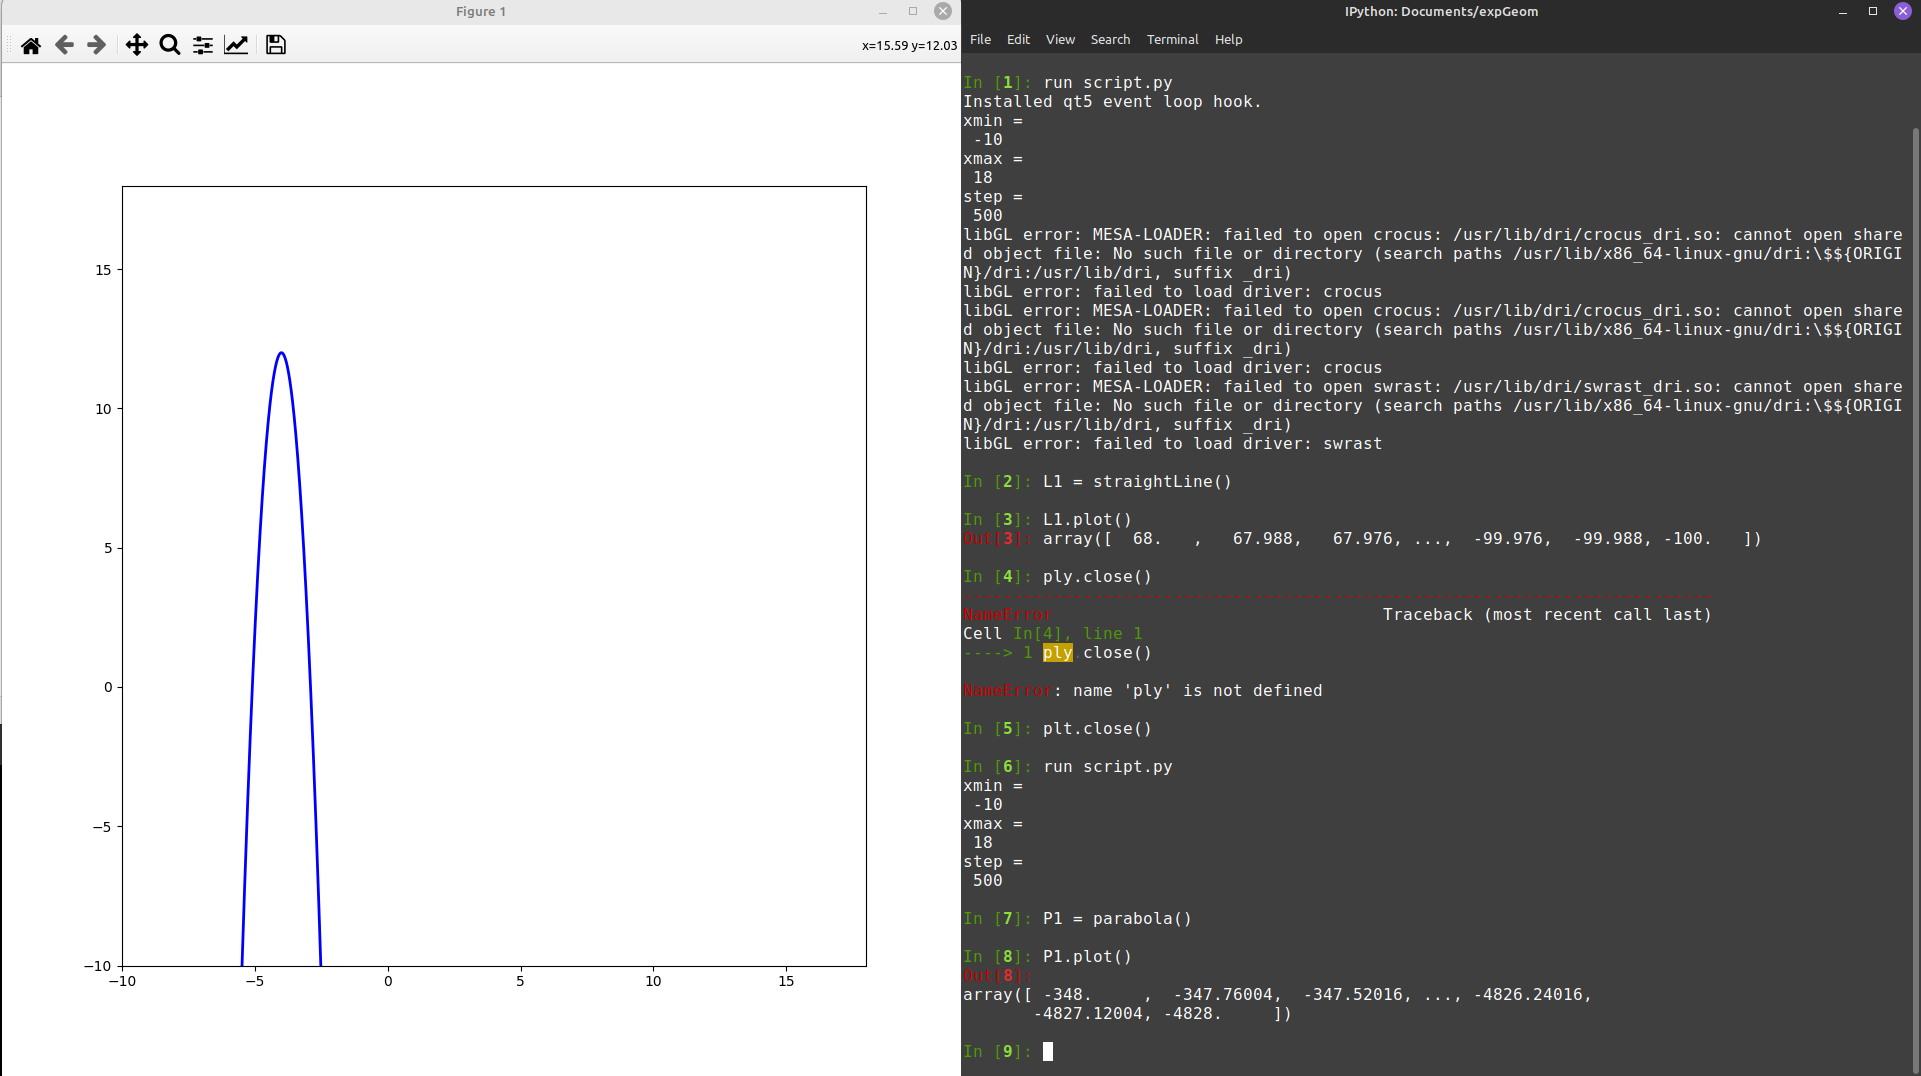 Figure 1
x=15.59 y=12.03
15
10
5
0
−5
−10
−10 −5 0 5 10 15
IPython: Documents/expGeom
File Edit View Search Terminal Help
In [1]: run script.py
Installed qt5 event loop hook.
xmin =
 -10
xmax =
 18
step =
 500
libGL error: MESA-LOADER: failed to open crocus: /usr/lib/dri/crocus_dri.so: cannot open share
d object file: No such file or directory (search paths /usr/lib/x86_64-linux-gnu/dri:\$${ORIGI
N}/dri:/usr/lib/dri, suffix _dri)
libGL error: failed to load driver: crocus
libGL error: MESA-LOADER: failed to open crocus: /usr/lib/dri/crocus_dri.so: cannot open share
d object file: No such file or directory (search paths /usr/lib/x86_64-linux-gnu/dri:\$${ORIGI
N}/dri:/usr/lib/dri, suffix _dri)
libGL error: failed to load driver: crocus
libGL error: MESA-LOADER: failed to open swrast: /usr/lib/dri/swrast_dri.so: cannot open share
d object file: No such file or directory (search paths /usr/lib/x86_64-linux-gnu/dri:\$${ORIGI
N}/dri:/usr/lib/dri, suffix _dri)
libGL error: failed to load driver: swrast
In [2]: L1 = straightLine()
In [3]: L1.plot()
Out[3]: array([  68.   ,   67.988,   67.976, ...,  -99.976,  -99.988, -100.   ])
In [4]: ply.close()
---------------------------------------------------------------------------
NameError                                 Traceback (most recent call last)
Cell In[4], line 1
----> 1 ply.close()
NameError: name 'ply' is not defined
In [5]: plt.close()
In [6]: run script.py
xmin =
 -10
xmax =
 18
step =
 500
In [7]: P1 = parabola()
In [8]: P1.plot()
Out[8]:
array([ -348.     ,  -347.76004,  -347.52016, ..., -4826.24016,
       -4827.12004, -4828.     ])
In [9]: